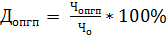 Допгп = Чопгп / Чо * 100%